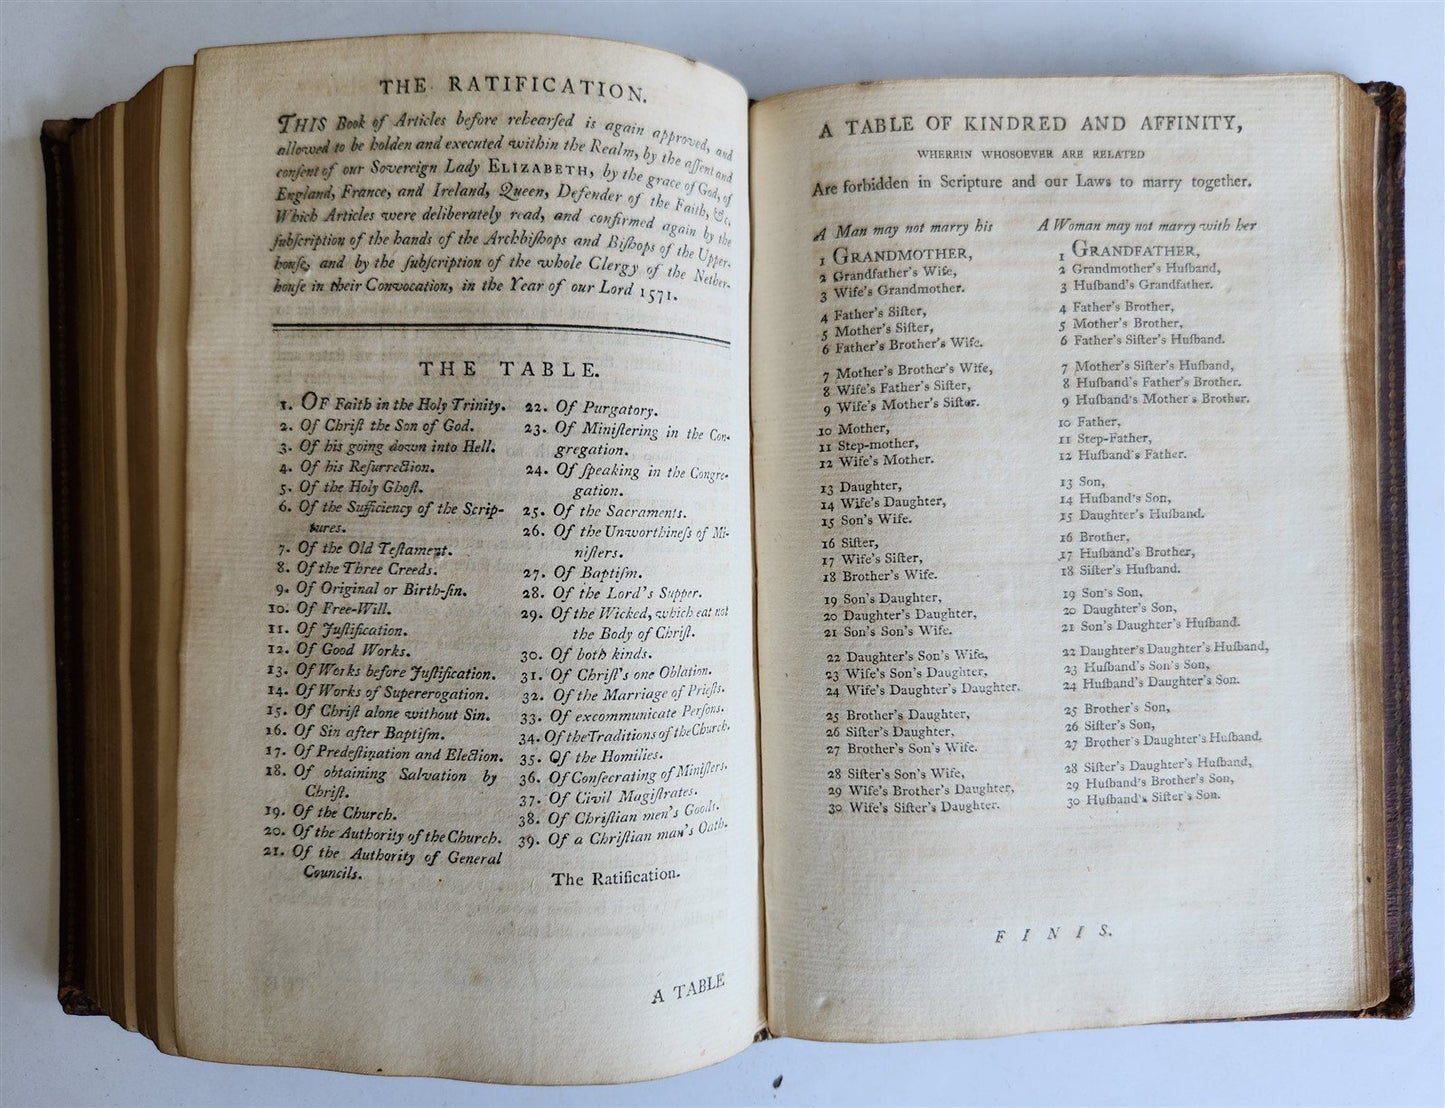 THE RATIFICATION.
THIS Book of Articles before rehearſed is again approved, and
allowed to be holden and executed within the Realm, by the aſſent and
conſent of our Sovereign Lady ELIZABETH, by the grace of God, of
England, France, and Ireland, Queen, Defender of the Faith, &c.
Which Articles were deliberately read, and confirmed again by the
ſubſcription of the hands of the Archbiſhops and Biſhops of the Upper-
houſe, and by the ſubſcription of the whole Clergy of the Nether-
houſe in their Convocation, in the Year of our Lord 1571.
THE TABLE.
1. OF Faith in the Holy Trinity.
2. Of Chriſt the Son of God.
3. Of his going down into Hell.
4. Of his Reſurrection.
5. Of the Holy Ghoſt.
6. Of the Sufficiency of the Scrip-
tures.
7. Of the Old Teſtament.
8. Of the Three Creeds.
9. Of Original or Birth-ſin.
10. Of Free-Will.
11. Of Juſtification.
12. Of Good Works.
13. Of Works before Juſtification.
14. Of Works of Supererogation.
15. Of Chriſt alone without Sin.
16. Of Sin after Baptiſm.
17. Of Predeſtination and Election.
18. Of obtaining Salvation by
Chriſt.
19. Of the Church.
20. Of the Authority of the Church.
21. Of the Authority of General
Councils.
22. Of Purgatory.
23. Of Miniſtering in the Con-
gregation.
24. Of ſpeaking in the Congre-
gation.
25. Of the Sacraments.
26. Of the Unworthineſs of Mi-
niſters.
27. Of Baptiſm.
28. Of the Lord's Supper.
29. Of the Wicked, which eat not
the Body of Chriſt.
30. Of both kinds.
31. Of Chriſt's one Oblation.
32. Of the Marriage of Prieſts.
33. Of excommunicate Perſons.
34. Of the Traditions of the Church.
35. Of the Homilies.
36. Of Conſecrating of Miniſters.
37. Of Civil Magiſtrates.
38. Of Chriſtian men's Goods.
39. Of a Chriſtian man's Oath.
The Ratification.
A TABLE
A TABLE OF KINDRED AND AFFINITY,
WHEREIN WHOSOEVER ARE RELATED
Are forbidden in Scripture and our Laws to marry together.
A Man may not marry his
1 GRANDMOTHER,
2 Grandfather's Wife,
3 Wife's Grandmother.
4 Father's Siſter,
5 Mother's Siſter,
6 Father's Brother's Wife.
7 Mother's Brother's Wife,
8 Wife's Father's Siſter,
9 Wife's Mother's Siſter.
10 Mother,
11 Step-mother,
12 Wife's Mother.
13 Daughter,
14 Wife's Daughter,
15 Son's Wife.
16 Siſter,
17 Wife's Siſter,
18 Brother's Wife.
19 Son's Daughter,
20 Daughter's Daughter,
21 Son's Son's Wife.
22 Daughter's Son's Wife,
23 Wife's Son's Daughter,
24 Wife's Daughter's Daughter.
25 Brother's Daughter,
26 Siſter's Daughter,
27 Brother's Son's Wife.
28 Siſter's Son's Wife,
29 Wife's Brother's Daughter,
30 Wife's Siſter's Daughter.
A Woman may not marry with her
1 GRANDFATHER,
2 Grandmother's Huſband,
3 Huſband's Grandfather.
4 Father's Brother,
5 Mother's Brother,
6 Father's Siſter's Huſband.
7 Mother's Siſter's Huſband,
8 Huſband's Father's Brother.
9 Huſband's Mother's Brother.
10 Father,
11 Step-Father,
12 Huſband's Father.
13 Son,
14 Huſband's Son,
15 Daughter's Huſband.
16 Brother,
17 Huſband's Brother,
18 Siſter's Huſband.
19 Son's Son,
20 Daughter's Son,
21 Son's Daughter's Huſband.
22 Daughter's Daughter's Huſband,
23 Huſband's Son's Son,
24 Huſband's Daughter's Son.
25 Brother's Son,
26 Siſter's Son,
27 Brother's Daughter's Huſband.
28 Siſter's Daughter's Huſband,
29 Huſband's Brother's Son,
30 Huſband's Siſter's Son.
FINIS.